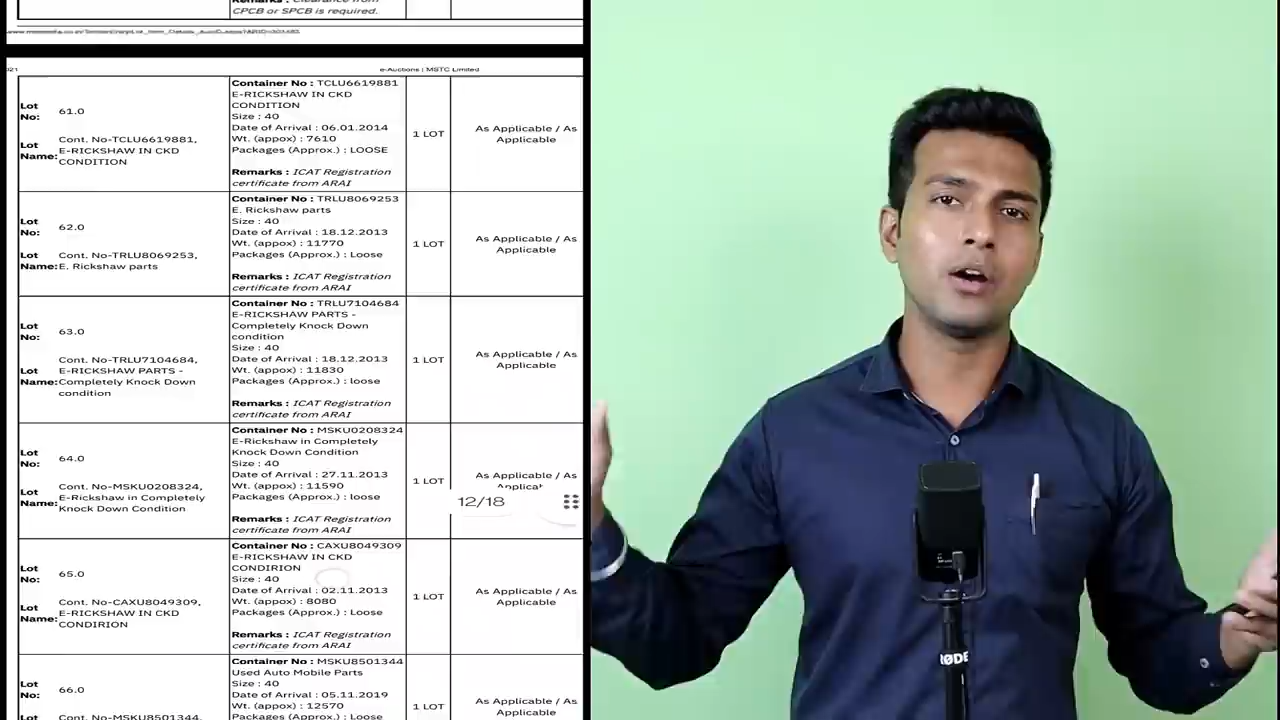 Remarks : Clearance from
CPCB or SPCB is required.
021
e-Auctions | MSTC Limited
Lot No: 61.0
Lot Name: Cont. No-TCLU6619881,
E-RICKSHAW IN CKD
CONDITION
Container No : TCLU6619881
E-RICKSHAW IN CKD
CONDITION
Size : 40
Date of Arrival : 06.01.2014
Wt. (appox) : 7610
Packages (Approx.) : LOOSE
Remarks : ICAT Registration
certificate from ARAI
1 LOT
As Applicable / As
Applicable
Lot No: 62.0
Lot Name: Cont. No-TRLU8069253,
E. Rickshaw parts
Container No : TRLU8069253
E. Rickshaw parts
Size : 40
Date of Arrival : 18.12.2013
Wt. (appox) : 11770
Packages (Approx.) : Loose
Remarks : ICAT Registration
certificate from ARAI
1 LOT
As Applicable / As
Applicable
Lot No: 63.0
Lot Name: Cont. No-TRLU7104684,
E-RICKSHAW PARTS -
Completely Knock Down
condition
Container No : TRLU7104684
E-RICKSHAW PARTS -
Completely Knock Down
condition
Size : 40
Date of Arrival : 18.12.2013
Wt. (appox) : 11830
Packages (Approx.) : loose
Remarks : ICAT Registration
certificate from ARAI
1 LOT
As Applicable / As
Applicable
Lot No: 64.0
Lot Name: Cont. No-MSKU0208324,
E-Rickshaw in Completely
Knock Down Condition
Container No : MSKU0208324
E-Rickshaw in Completely
Knock Down Condition
Size : 40
Date of Arrival : 27.11.2013
Wt. (appox) : 11590
Packages (Approx.) : loose
Remarks : ICAT Registration
certificate from ARAI
1 LOT
As Applicable / As
12/18
Lot No: 65.0
Lot Name: Cont. No-CAXU8049309,
E-RICKSHAW IN CKD
CONDIRION
Container No : CAXU8049309
E-RICKSHAW IN CKD
CONDIRION
Size : 40
Date of Arrival : 02.11.2013
Wt. (appox) : 8080
Packages (Approx.) : Loose
Remarks : ICAT Registration
certificate from ARAI
1 LOT
As Applicable / As
Applicable
Lot No: 66.0
Lot Cont. No-MSKU8501344,
Container No : MSKU8501344
Used Auto Mobile Parts
Size : 40
Date of Arrival : 05.11.2019
Wt. (appox) : 12570
Packages (Approx.) : Loose
1 LOT
As Applicable / As
Applicable
RØDE